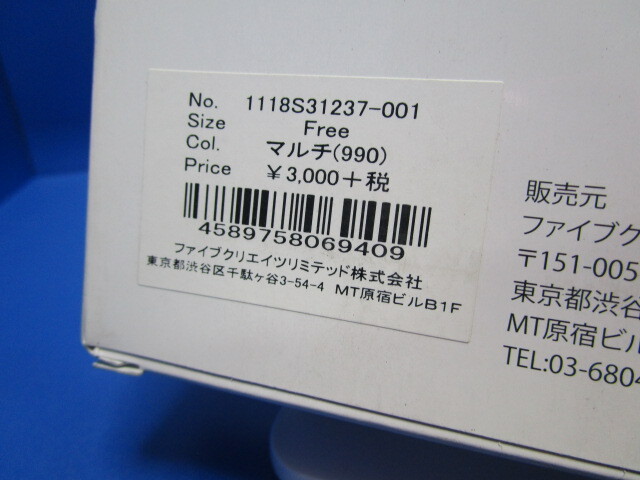 No. 1118S31237-001
Size Free
Col. マルチ(990)
Price ¥3,000+税
4589758069409
ファイブクリエイツリミテッド株式会社
東京都渋谷区千駄ヶ谷3-54-4 MT原宿ビルB1F
販売元
ファイブク
〒151-005
東京都渋谷
MT原宿ビル
TEL:03-6804